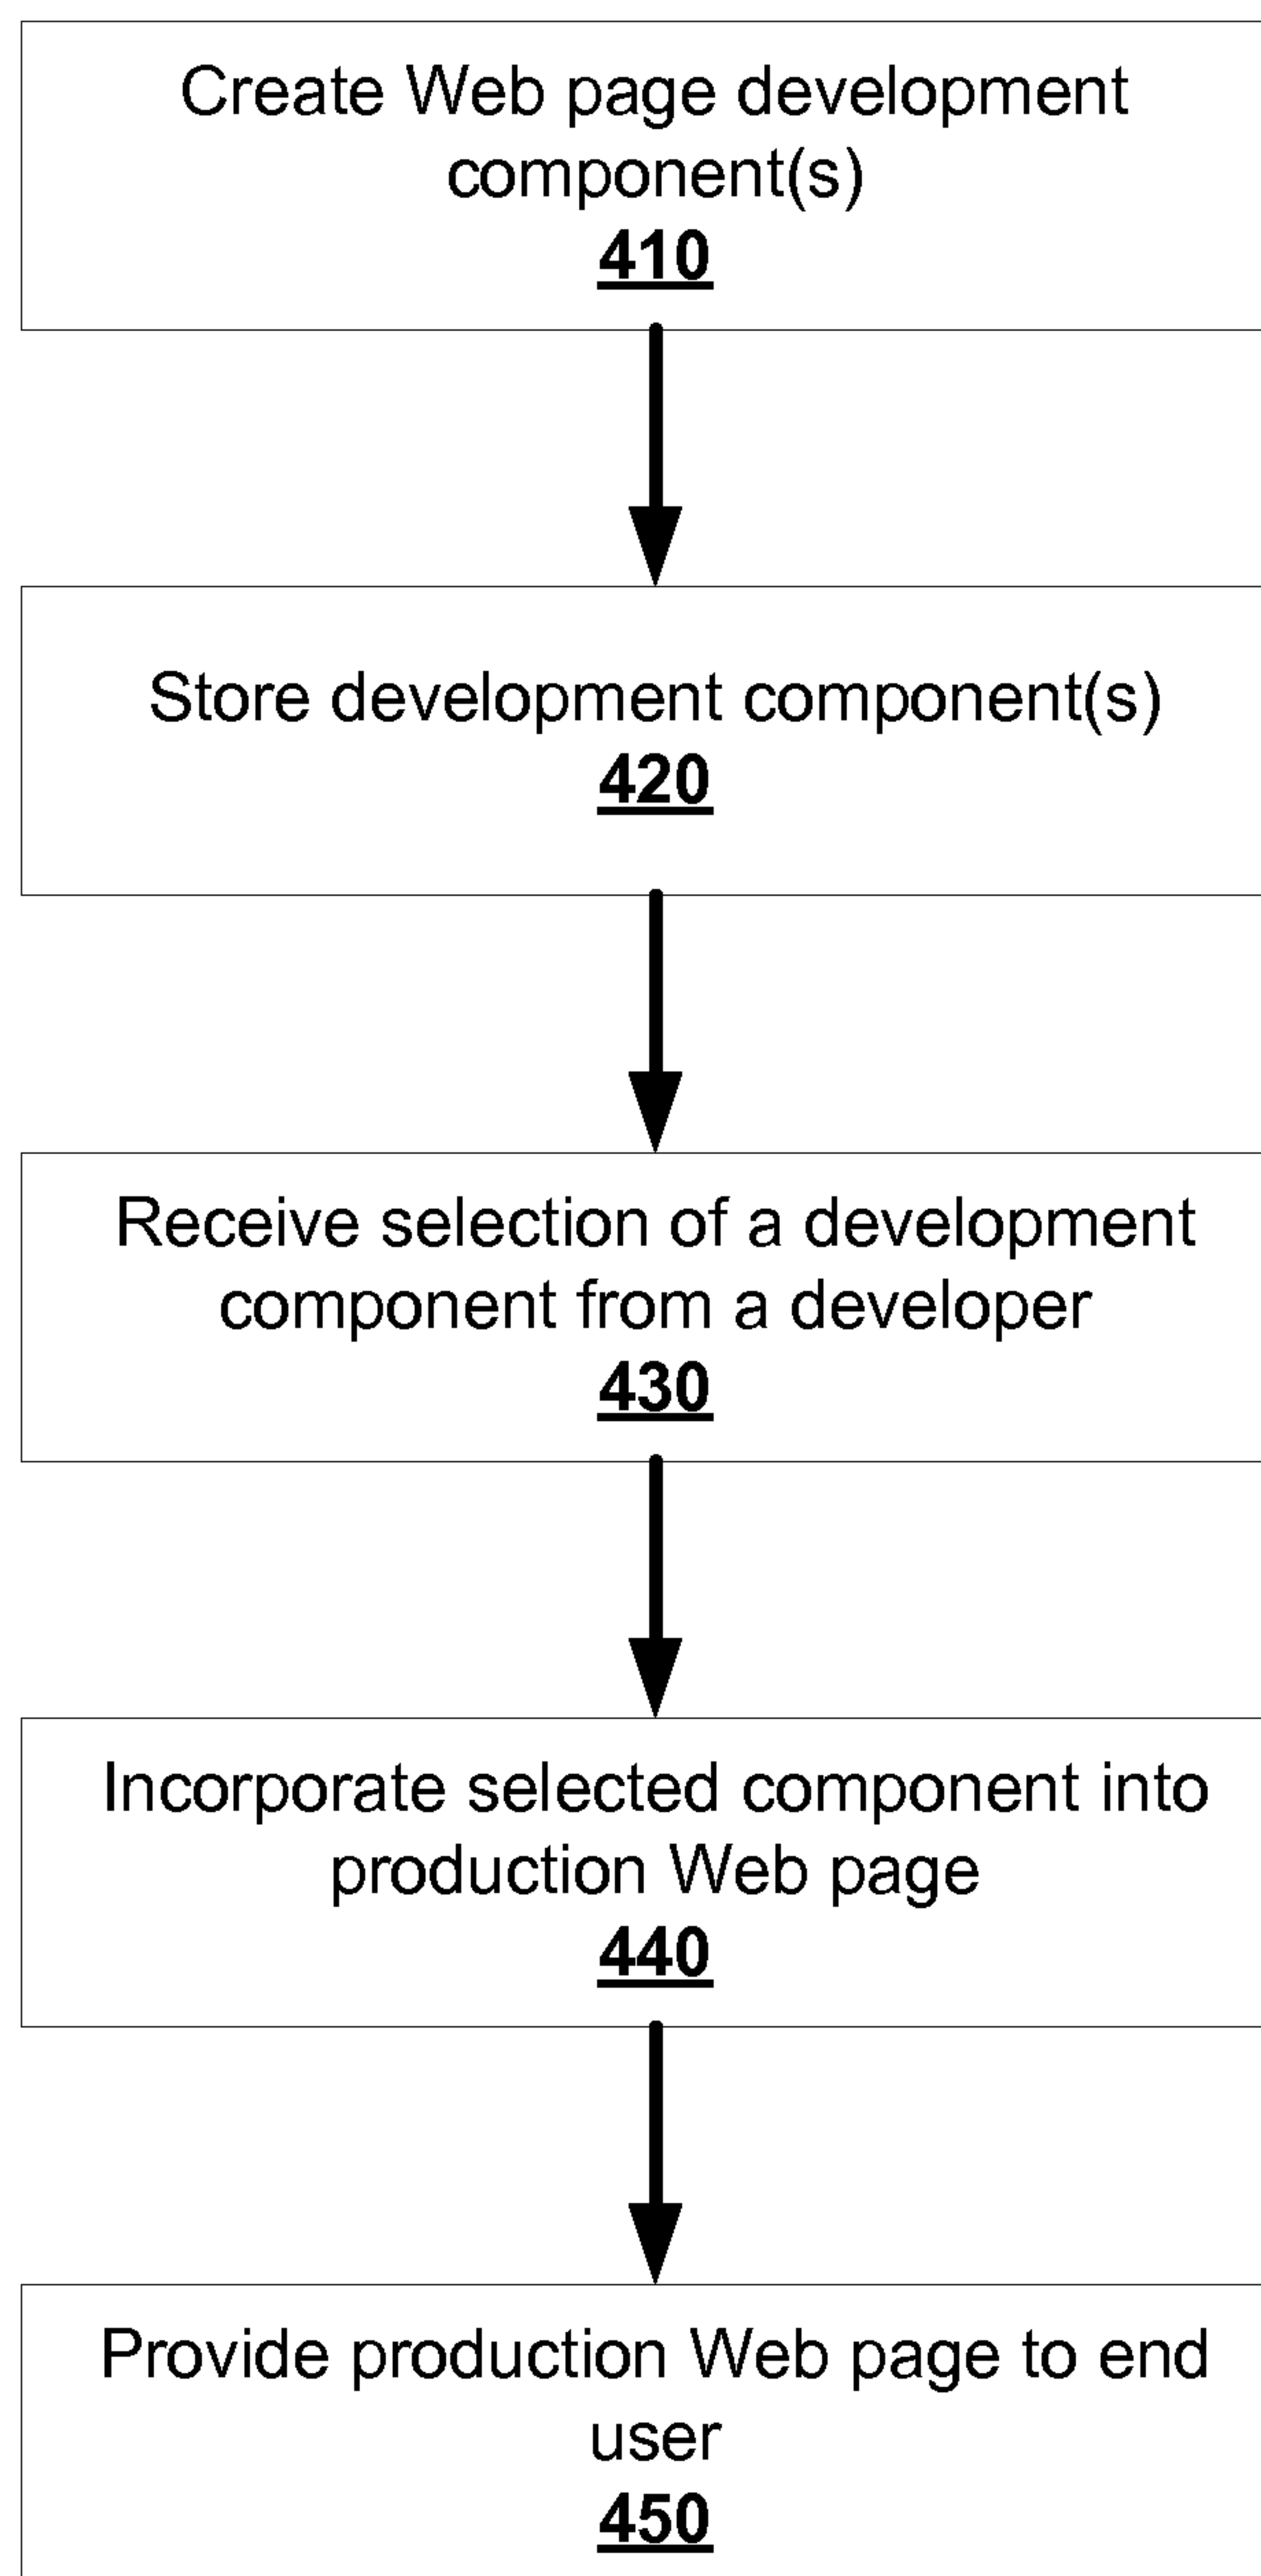 Create Web page development
component(s)
410
Store development component(s)
420
Receive selection of a development
component from a developer
430
Incorporate selected component into
production Web page
440
Provide production Web page to end
user
450